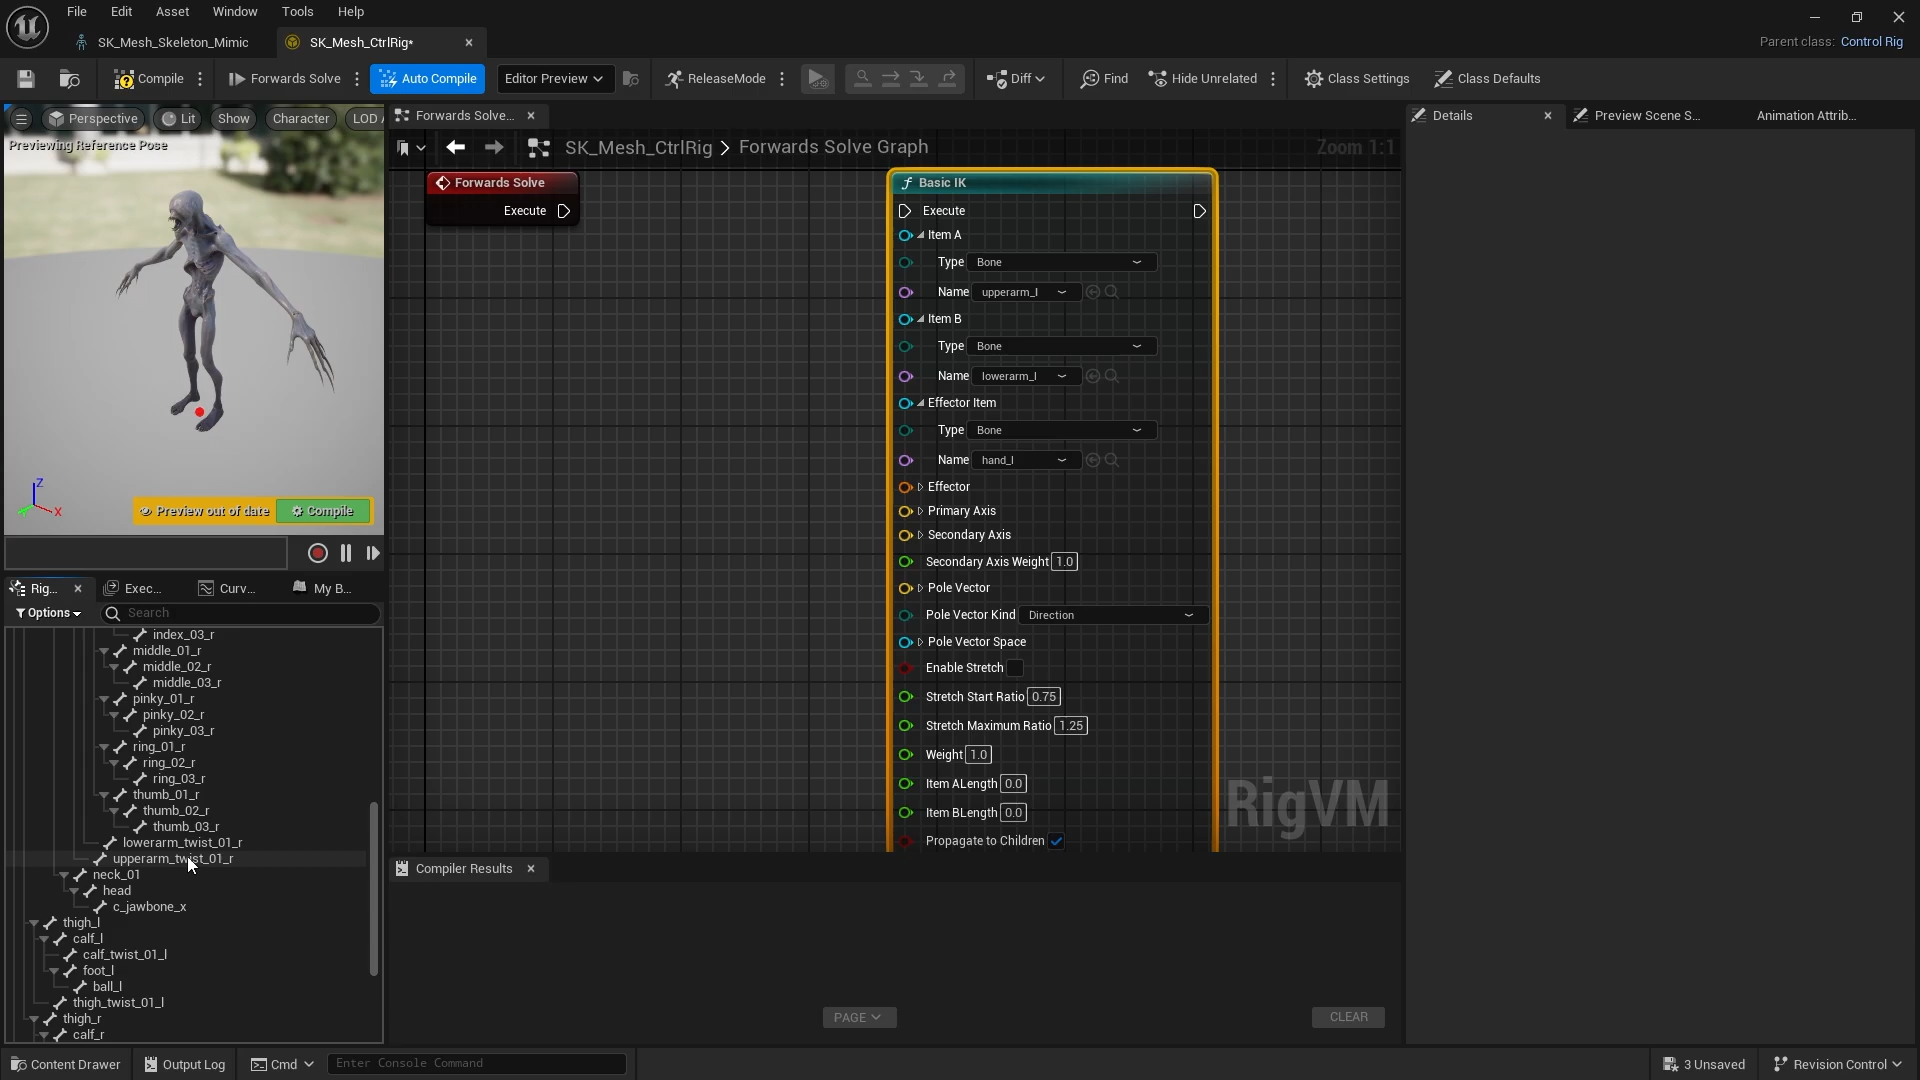 File Edit Asset Window Tools Help
SK_Mesh_Skeleton_Mimic
SK_Mesh_CtrlRig*
Parent class: Control Rig
Compile
Forwards Solve
Auto Compile
Editor Preview
ReleaseMode
Diff
Find
Hide Unrelated
Class Settings
Class Defaults
Perspective
Lit
Show
Character
LOD
Previewing Reference Pose
Z
X
Preview out of date
Compile
Forwards Solve...
SK_Mesh_CtrlRig > Forwards Solve Graph
Zoom 1:1
Forwards Solve
Execute
Basic IK
Execute
Item A
Type Bone
Name upperarm_l
Item B
Type Bone
Name lowerarm_l
Effector Item
Type Bone
Name hand_l
Effector
Primary Axis
Secondary Axis
Secondary Axis Weight 1.0
Pole Vector
Pole Vector Kind Direction
Pole Vector Space
Enable Stretch
Stretch Start Ratio 0.75
Stretch Maximum Ratio 1.25
Weight 1.0
Item ALength 0.0
Item BLength 0.0
Propagate to Children
RigVM
Details
Preview Scene S...
Animation Attrib...
Rig...
Exec...
Curv...
My B...
Options
Search
index_03_r
middle_01_r
middle_02_r
middle_03_r
pinky_01_r
pinky_02_r
pinky_03_r
ring_01_r
ring_02_r
ring_03_r
thumb_01_r
thumb_02_r
thumb_03_r
lowerarm_twist_01_r
upperarm_twist_01_r
neck_01
head
c_jawbone_x
thigh_l
calf_l
calf_twist_01_l
foot_l
ball_l
thigh_twist_01_l
thigh_r
calf_r
Compiler Results
PAGE
CLEAR
Content Drawer
Output Log
Cmd
Enter Console Command
3 Unsaved
Revision Control